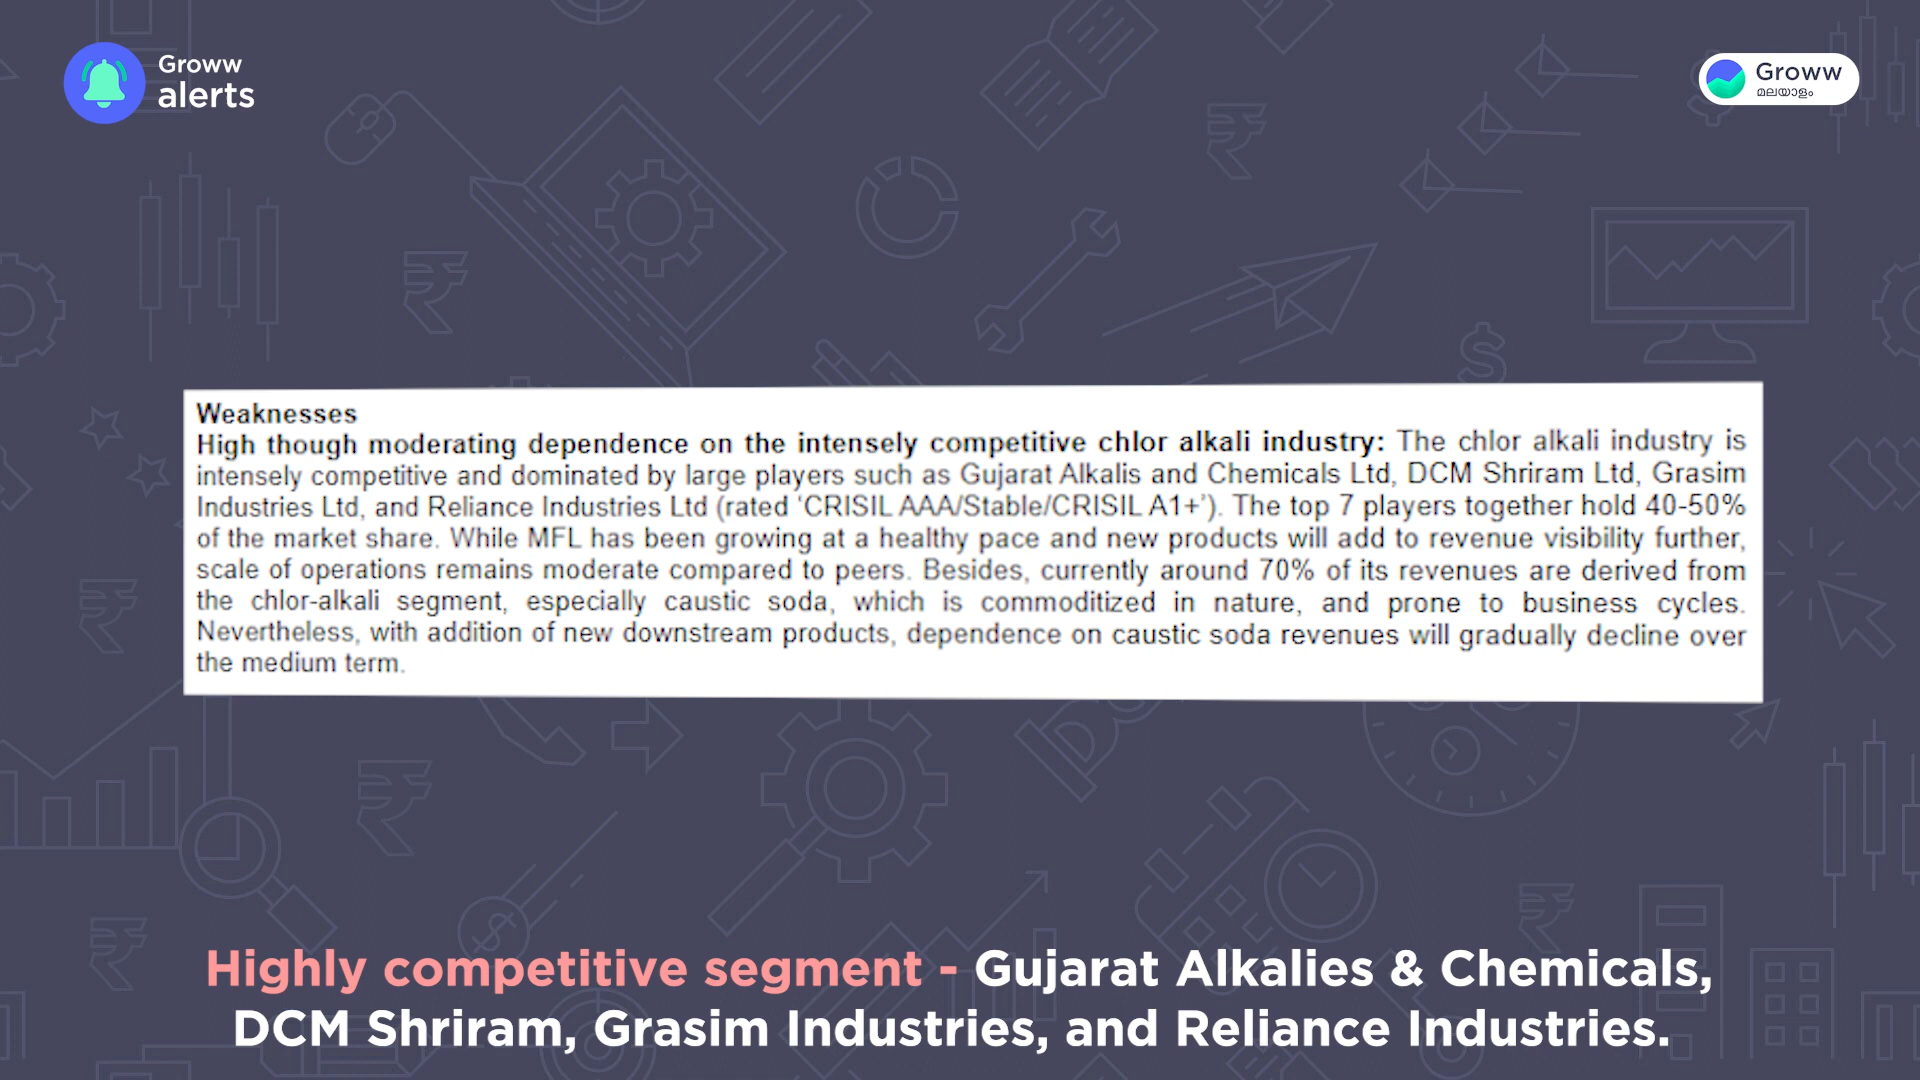 Groww
alerts
Groww
മലയാളം
Weaknesses
High though moderating dependence on the intensely competitive chlor alkali industry: The chlor alkali industry is
intensely competitive and dominated by large players such as Gujarat Alkalis and Chemicals Ltd, DCM Shriram Ltd, Grasim
Industries Ltd, and Reliance Industries Ltd (rated ‘CRISIL AAA/Stable/CRISIL A1+’). The top 7 players together hold 40-50%
of the market share. While MFL has been growing at a healthy pace and new products will add to revenue visibility further,
scale of operations remains moderate compared to peers. Besides, currently around 70% of its revenues are derived from
the chlor-alkali segment, especially caustic soda, which is commoditized in nature, and prone to business cycles.
Nevertheless, with addition of new downstream products, dependence on caustic soda revenues will gradually decline over
the medium term.
Highly competitive segment - Gujarat Alkalies & Chemicals,
DCM Shriram, Grasim Industries, and Reliance Industries.